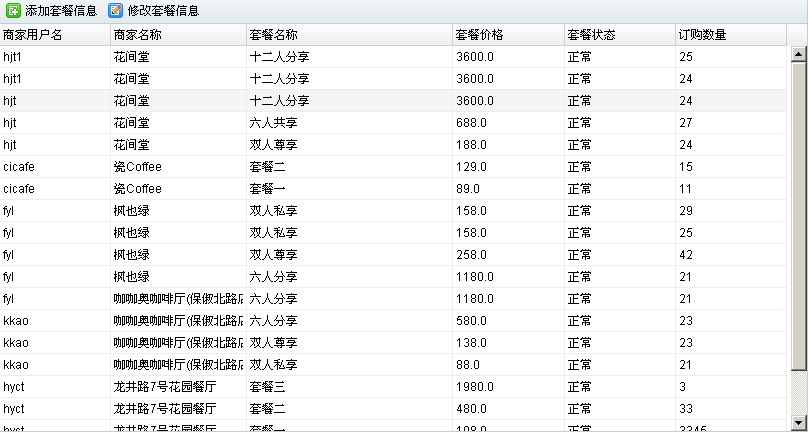 添加套餐信息 修改套餐信息
商家用户名 商家名称 套餐名称 套餐价格 套餐状态 订购数量
hjt1 花间堂 十二人分享 3600.0 正常 25
hjt1 花间堂 十二人分享 3600.0 正常 24
hjt 花间堂 十二人分享 3600.0 正常 24
hjt 花间堂 六人共享 688.0 正常 27
hjt 花间堂 双人尊享 188.0 正常 24
cicafe 瓷Coffee 套餐二 129.0 正常 15
cicafe 瓷Coffee 套餐一 89.0 正常 11
fyl 枫也绿 双人私享 158.0 正常 29
fyl 枫也绿 双人私享 158.0 正常 25
fyl 枫也绿 双人尊享 258.0 正常 42
fyl 枫也绿 六人分享 1180.0 正常 21
fyl 咖咖奥咖啡厅(保俶北路店 六人分享 1180.0 正常 21
kkao 咖咖奥咖啡厅(保俶北路店 六人分享 580.0 正常 23
kkao 咖咖奥咖啡厅(保俶北路店 双人尊享 138.0 正常 23
kkao 咖咖奥咖啡厅(保俶北路店 双人私享 88.0 正常 21
hyct 龙井路7号花园餐厅 套餐三 1980.0 正常 3
hyct 龙井路7号花园餐厅 套餐二 480.0 正常 33
hyct 龙井路7号花园餐厅 套餐一 108.0 正常 3345